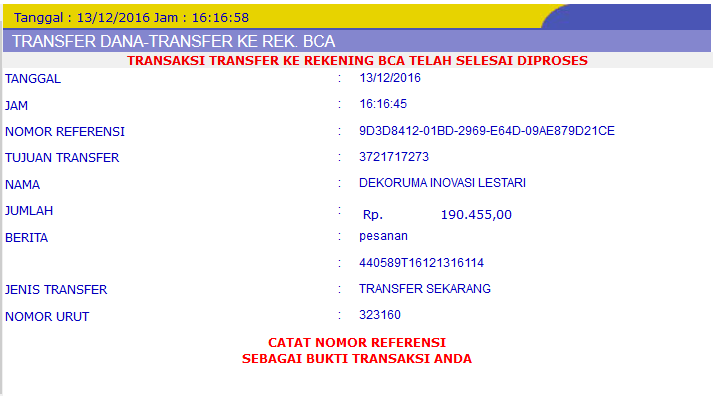 Tanggal : 13/12/2016 Jam : 16:16:58
TRANSFER DANA-TRANSFER KE REK. BCA
TRANSAKSI TRANSFER KE REKENING BCA TELAH SELESAI DIPROSES
TANGGAL : 13/12/2016
JAM : 16:16:45
NOMOR REFERENSI : 9D3D8412-01BD-2969-E64D-09AE879D21CE
TUJUAN TRANSFER : 3721717273
NAMA : DEKORUMA INOVASI LESTARI
JUMLAH : Rp. 190.455,00
BERITA : pesanan
: 440589T16121316114
JENIS TRANSFER : TRANSFER SEKARANG
NOMOR URUT : 323160
CATAT NOMOR REFERENSI
SEBAGAI BUKTI TRANSAKSI ANDA